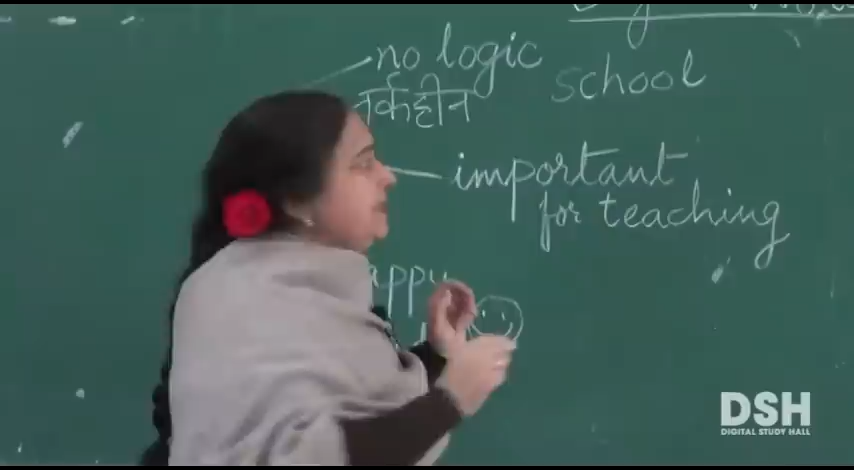 no logic
तर्कहीन
school
important
for teaching
appy
DSH
DIGITAL STUDY HALL